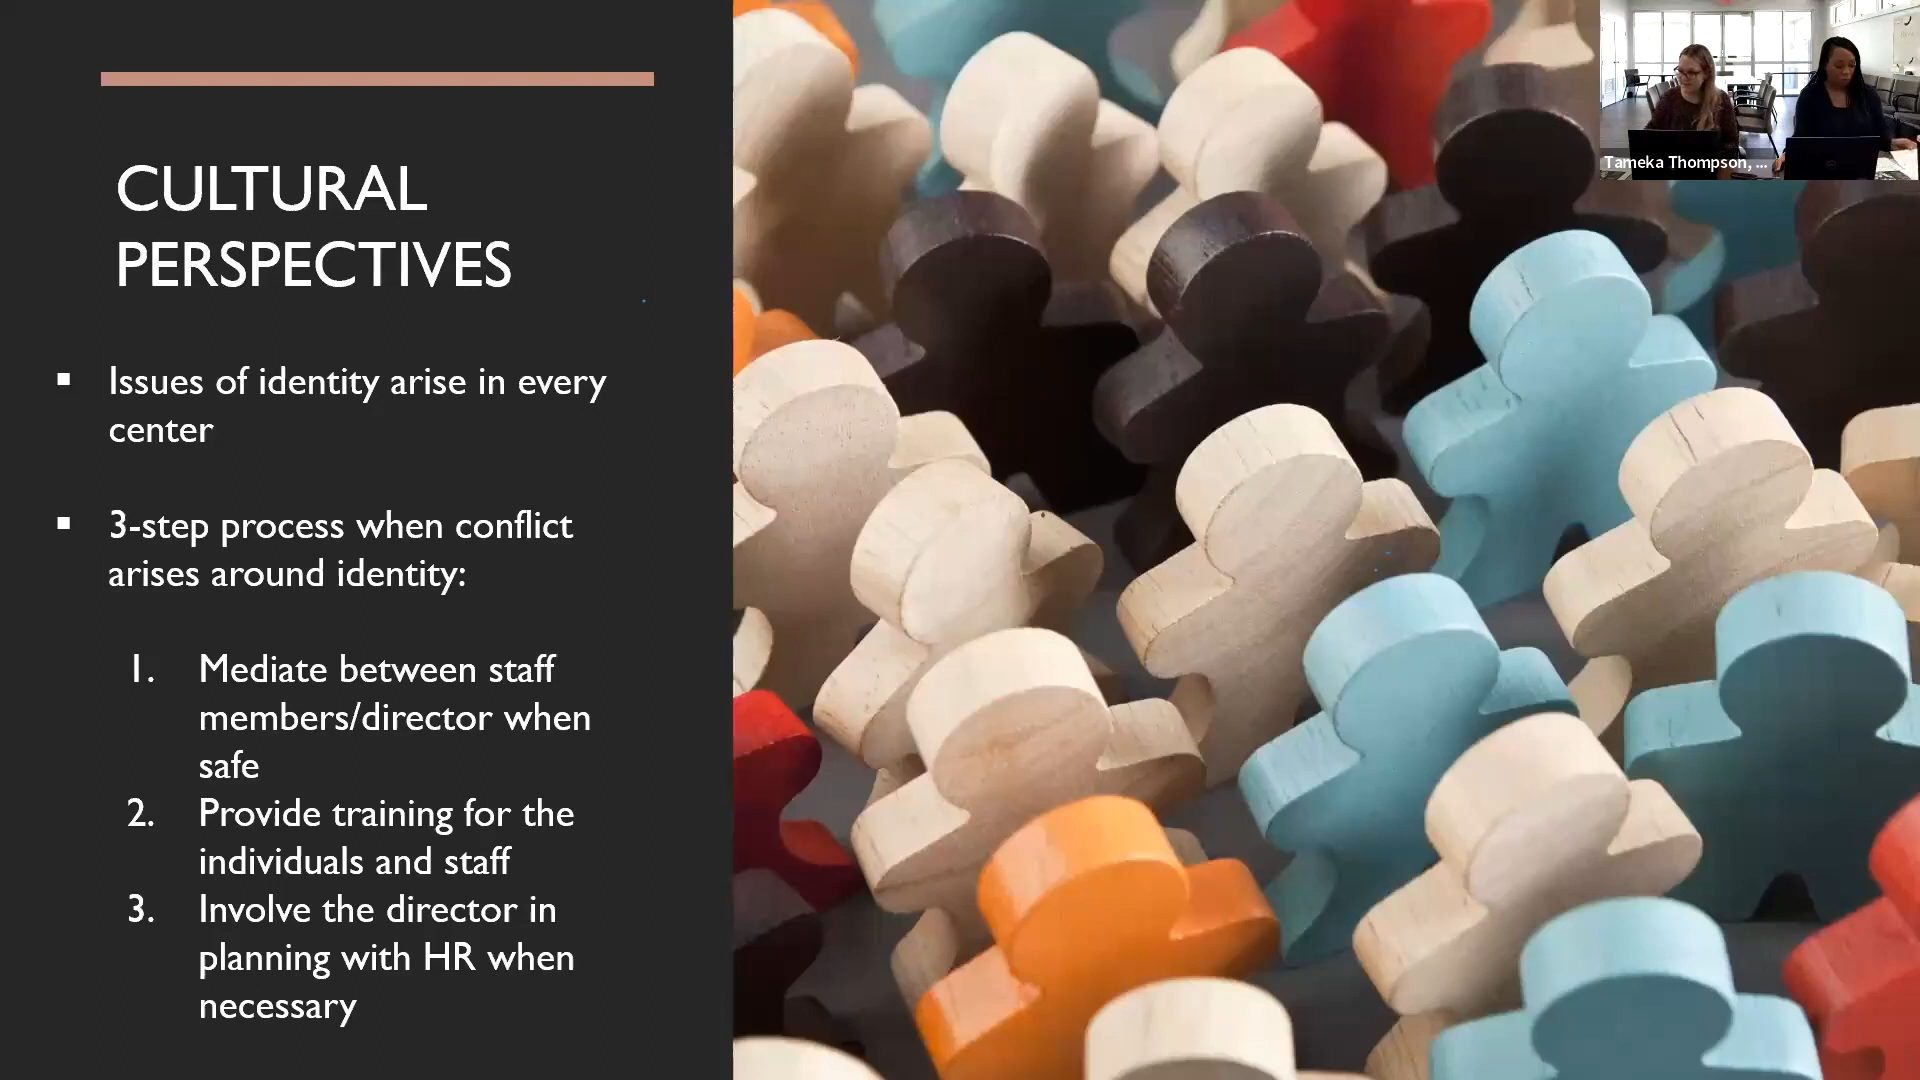 CULTURAL
PERSPECTIVES
Issues of identity arise in every
center
3-step process when conflict
arises around identity:
1. Mediate between staff
members/director when
safe
2. Provide training for the
individuals and staff
3. Involve the director in
planning with HR when
necessary
Tameka Thompson, ...